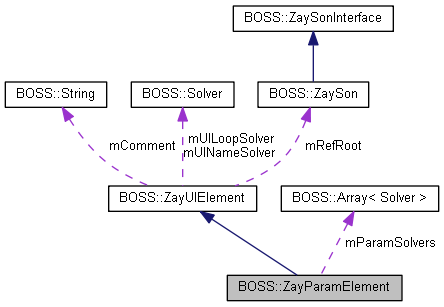 BOSS::ZaySonInterface
BOSS::String
BOSS::Solver
BOSS::ZaySon
mComment
mUILoopSolver
mUINameSolver
mRefRoot
BOSS::ZayUIElement
BOSS::Array< Solver >
mParamSolvers
BOSS::ZayParamElement